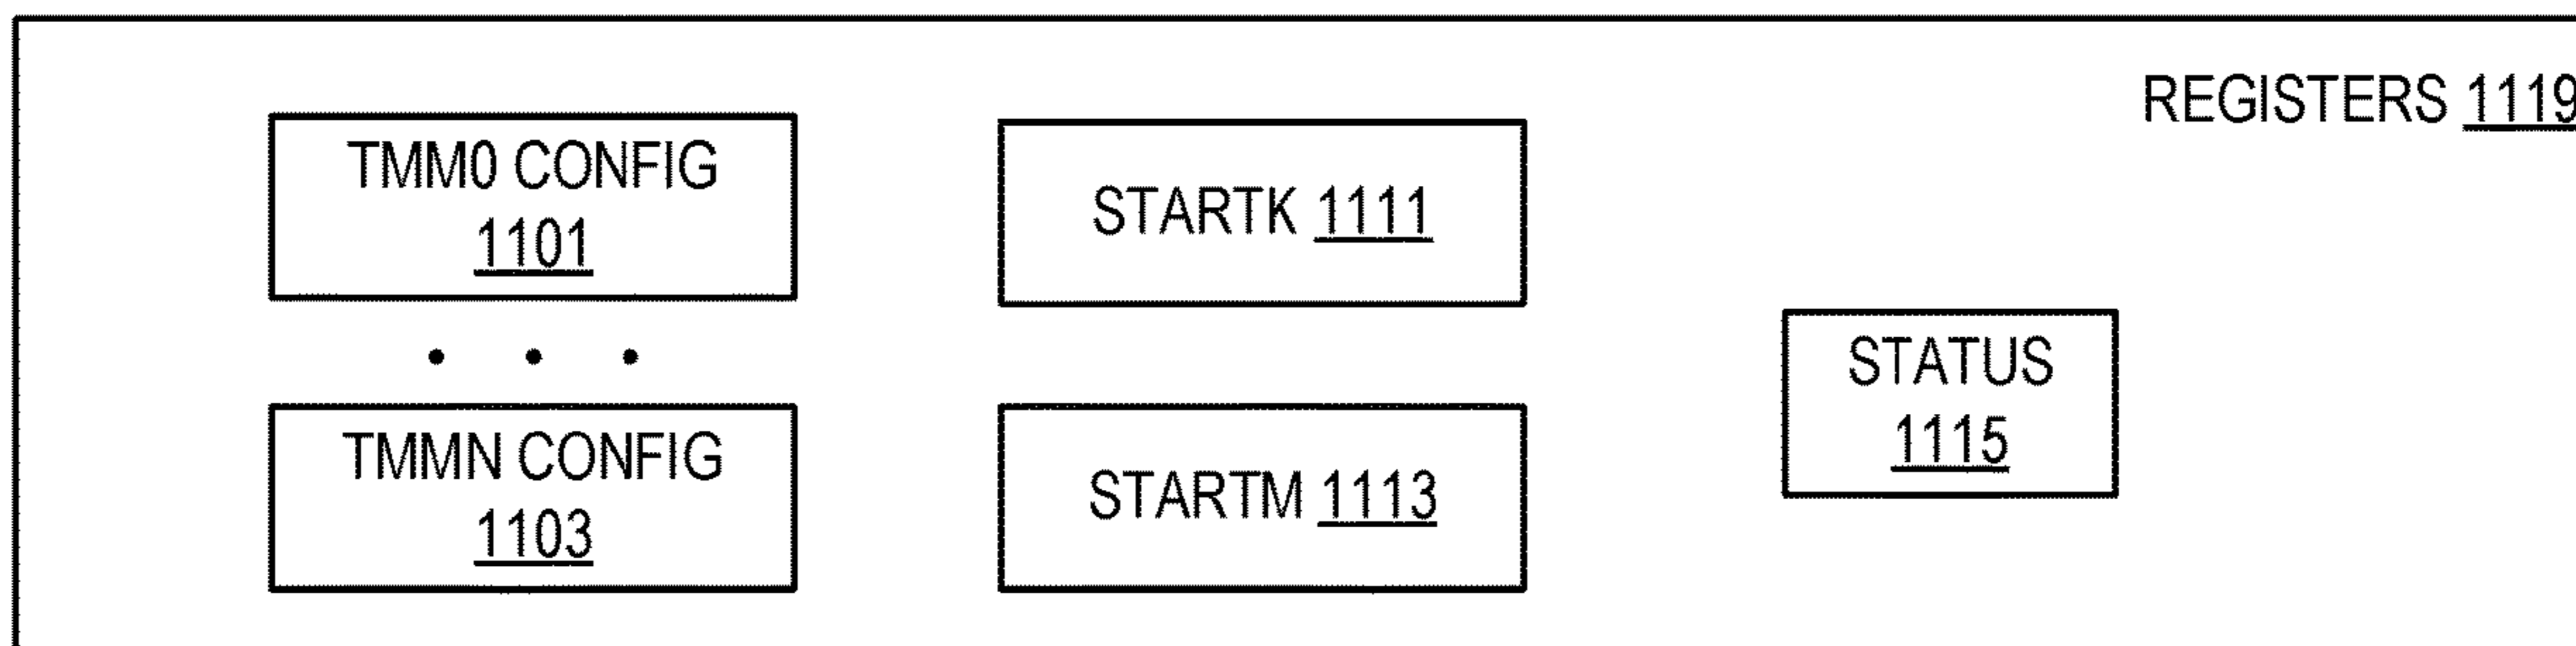 REGISTERS 1119
TMM0 CONFIG
1101
STARTK 1111
TMMN CONFIG
1103
STARTM 1113
STATUS
1115